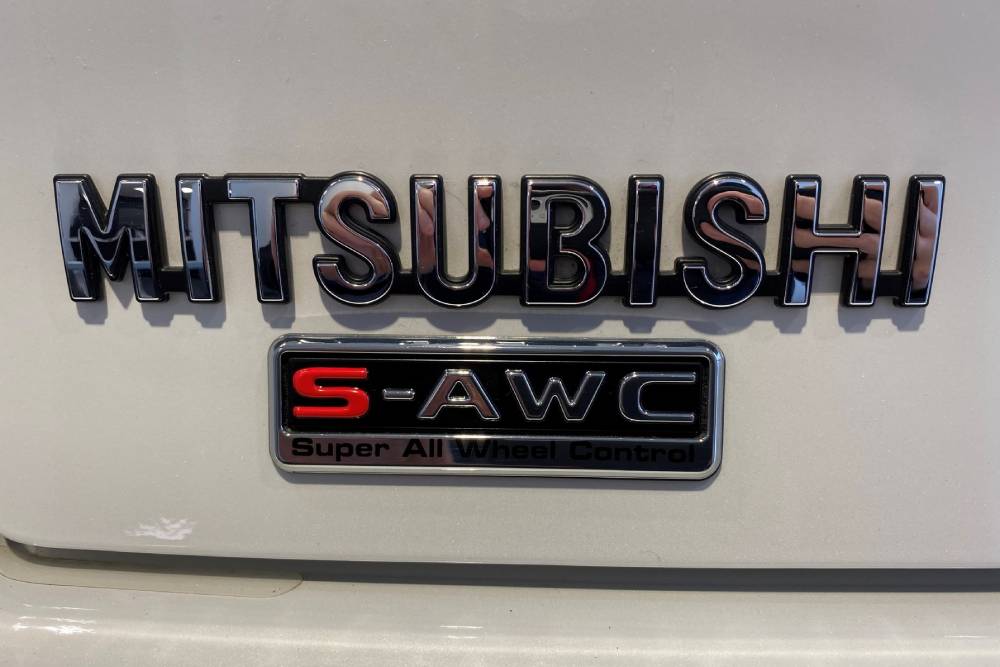 MITSUBISHI
S-AWC
Super All Wheel Control